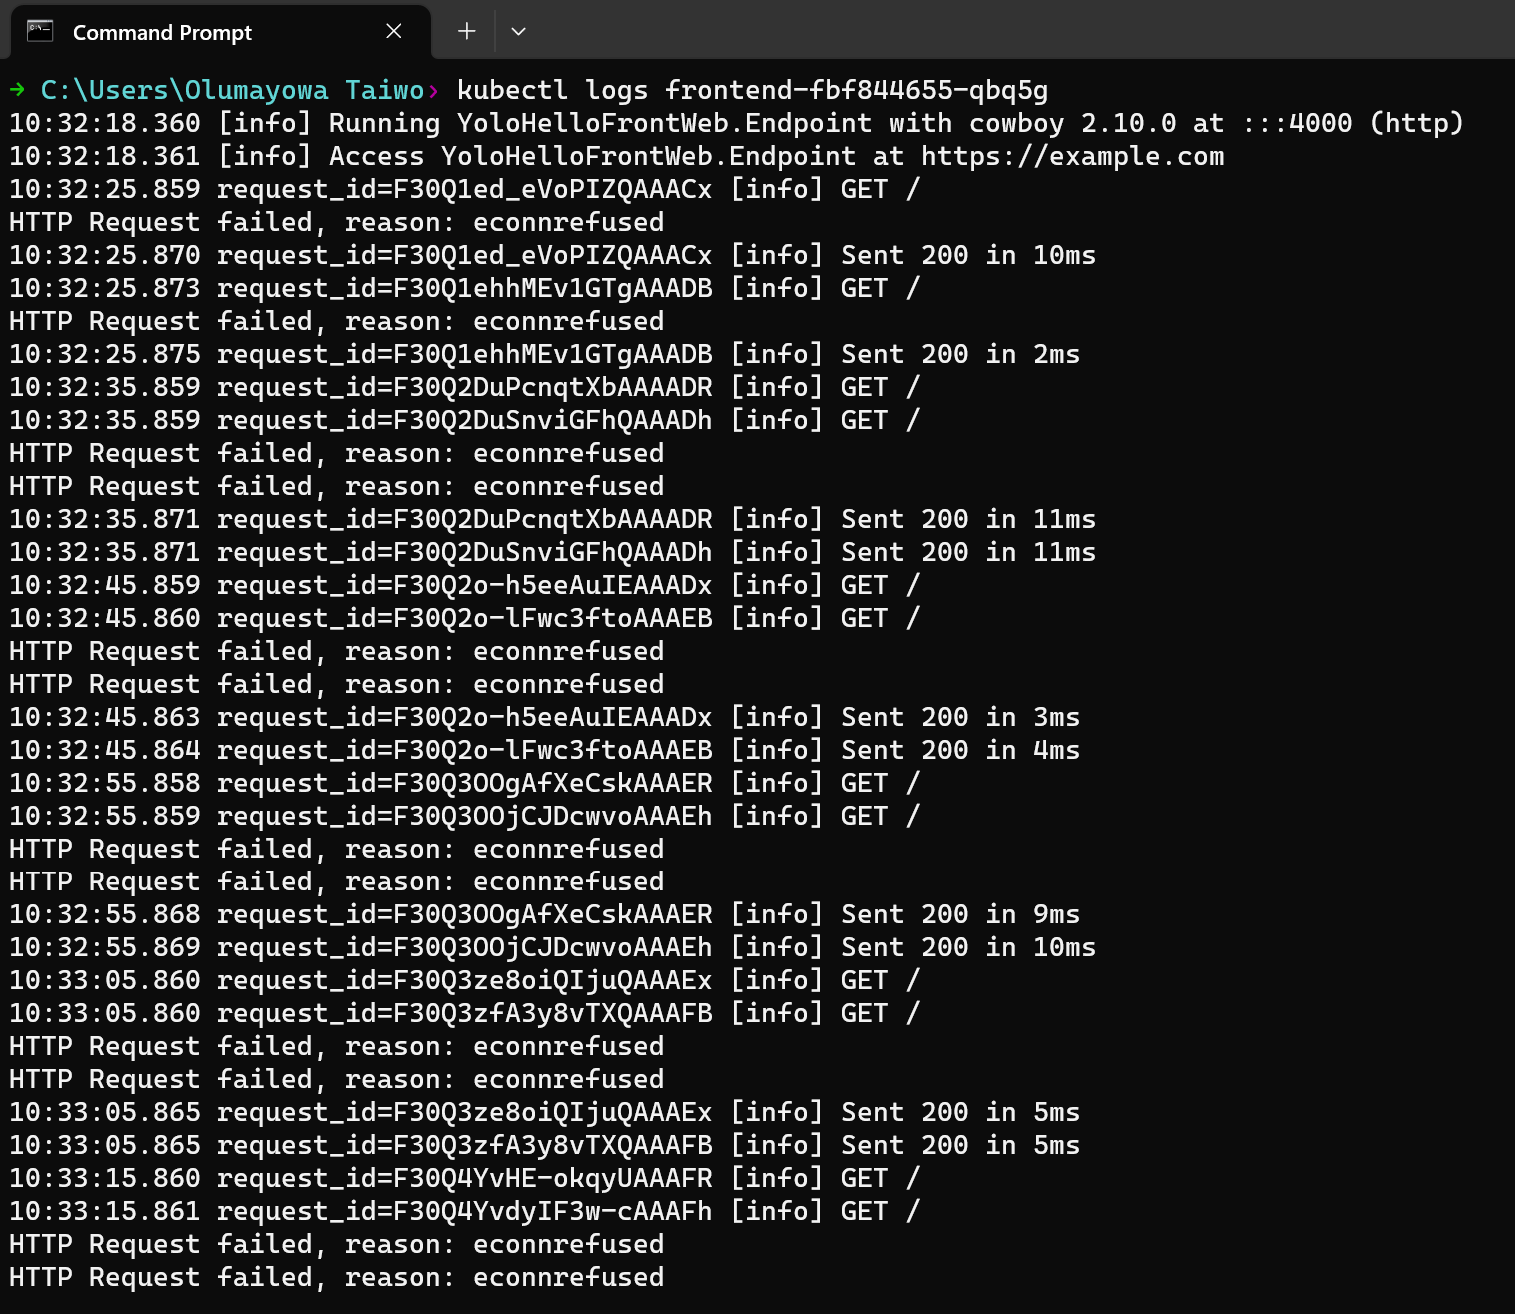 Command Prompt
→ C:\Users\Olumayowa Taiwo› kubectl logs frontend-fbf844655-qbq5g
10:32:18.360 [info] Running YoloHelloFrontWeb.Endpoint with cowboy 2.10.0 at :::4000 (http)
10:32:18.361 [info] Access YoloHelloFrontWeb.Endpoint at https://example.com
10:32:25.859 request_id=F30Q1ed_eVoPIZQAAACx [info] GET /
HTTP Request failed, reason: econnrefused
10:32:25.870 request_id=F30Q1ed_eVoPIZQAAACx [info] Sent 200 in 10ms
10:32:25.873 request_id=F30Q1ehhMEv1GTgAAADB [info] GET /
HTTP Request failed, reason: econnrefused
10:32:25.875 request_id=F30Q1ehhMEv1GTgAAADB [info] Sent 200 in 2ms
10:32:35.859 request_id=F30Q2DuPcnqtXbAAAADR [info] GET /
10:32:35.859 request_id=F30Q2DuSnviGFhQAAADh [info] GET /
HTTP Request failed, reason: econnrefused
HTTP Request failed, reason: econnrefused
10:32:35.871 request_id=F30Q2DuPcnqtXbAAAADR [info] Sent 200 in 11ms
10:32:35.871 request_id=F30Q2DuSnviGFhQAAADh [info] Sent 200 in 11ms
10:32:45.859 request_id=F30Q2o-h5eeAuIEAAADx [info] GET /
10:32:45.860 request_id=F30Q2o-lFwc3ftoAAAEB [info] GET /
HTTP Request failed, reason: econnrefused
HTTP Request failed, reason: econnrefused
10:32:45.863 request_id=F30Q2o-h5eeAuIEAAADx [info] Sent 200 in 3ms
10:32:45.864 request_id=F30Q2o-lFwc3ftoAAAEB [info] Sent 200 in 4ms
10:32:55.858 request_id=F30Q3OOgAfXeCskAAAER [info] GET /
10:32:55.859 request_id=F30Q3OOjCJDcwvoAAAEh [info] GET /
HTTP Request failed, reason: econnrefused
HTTP Request failed, reason: econnrefused
10:32:55.868 request_id=F30Q3OOgAfXeCskAAAER [info] Sent 200 in 9ms
10:32:55.869 request_id=F30Q3OOjCJDcwvoAAAEh [info] Sent 200 in 10ms
10:33:05.860 request_id=F30Q3ze8oiQIjuQAAAEx [info] GET /
10:33:05.860 request_id=F30Q3zfA3y8vTXQAAAFB [info] GET /
HTTP Request failed, reason: econnrefused
HTTP Request failed, reason: econnrefused
10:33:05.865 request_id=F30Q3ze8oiQIjuQAAAEx [info] Sent 200 in 5ms
10:33:05.865 request_id=F30Q3zfA3y8vTXQAAAFB [info] Sent 200 in 5ms
10:33:15.860 request_id=F30Q4YvHE-okqyUAAAFR [info] GET /
10:33:15.861 request_id=F30Q4YvdyIF3w-cAAAFh [info] GET /
HTTP Request failed, reason: econnrefused
HTTP Request failed, reason: econnrefused